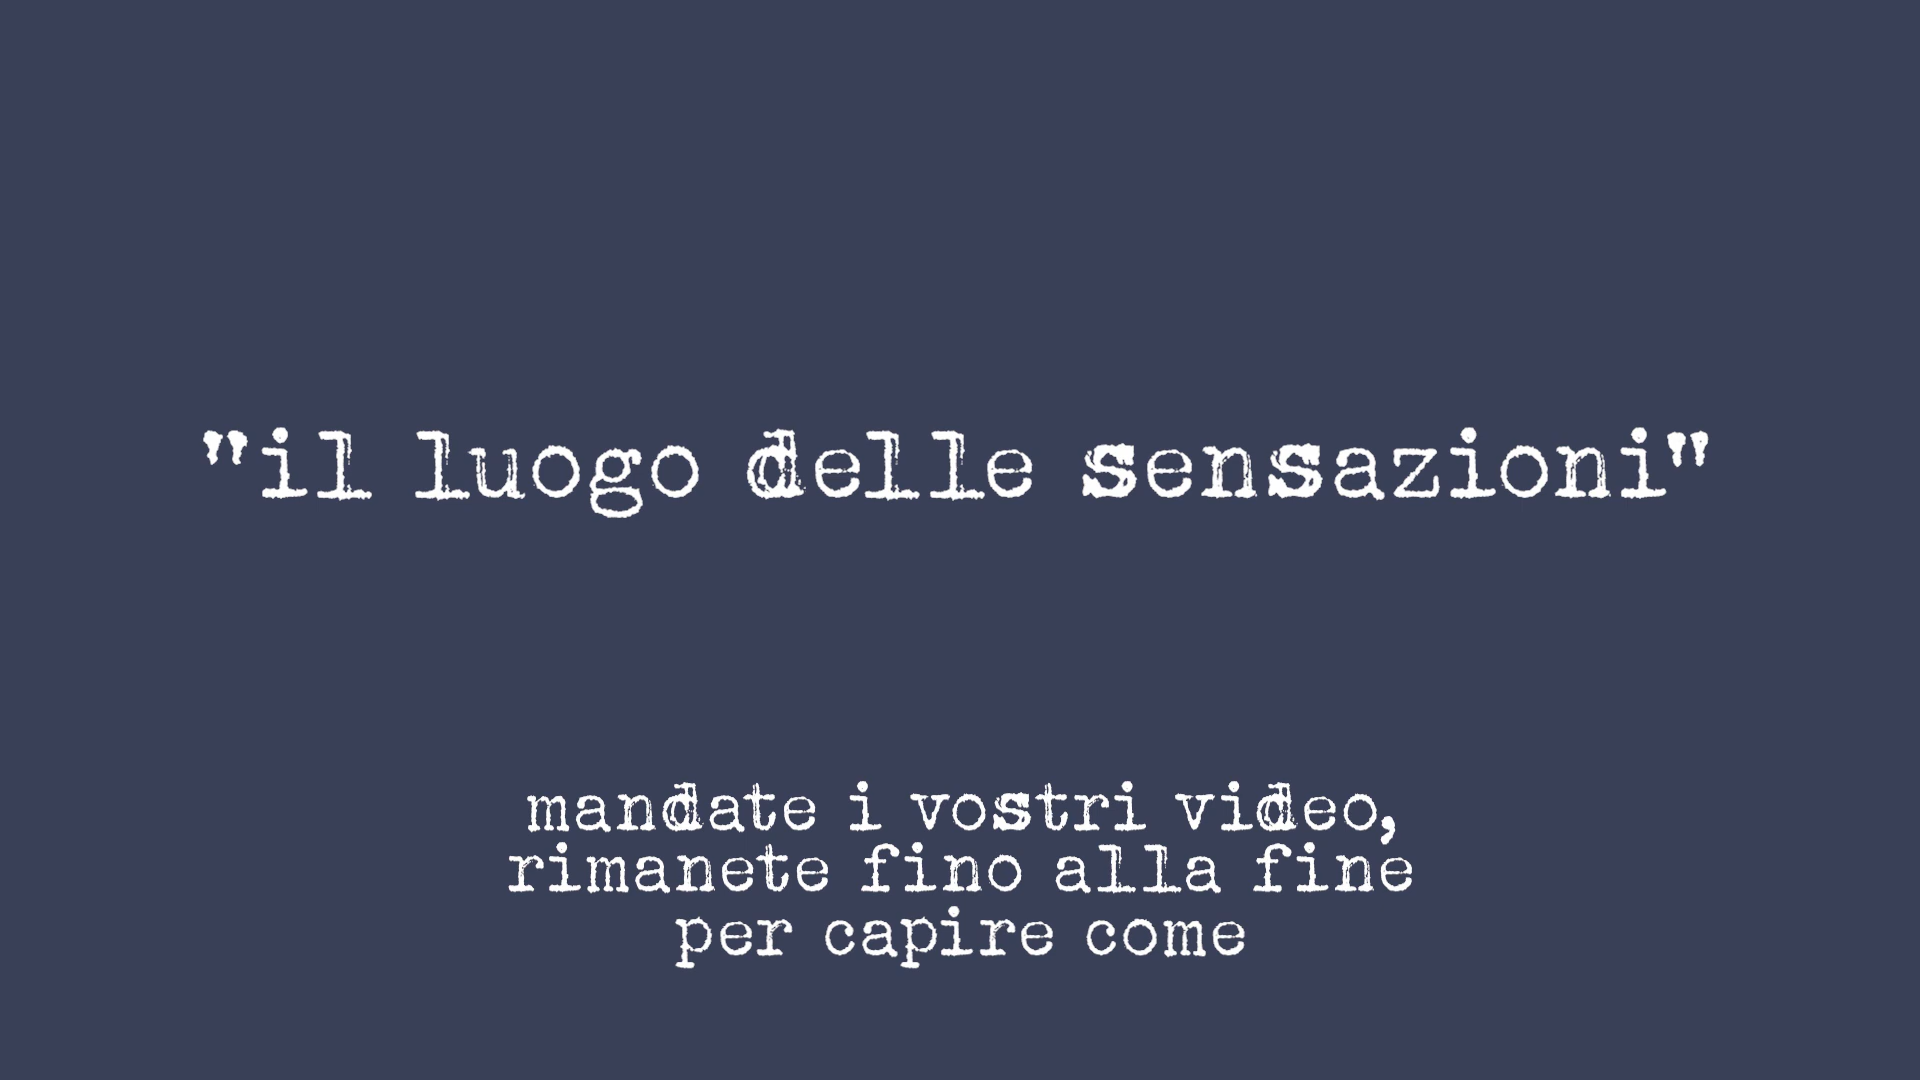 "il luogo delle sensazioni"
mandate i vostri video,
rimanete fino alla fine
per capire come